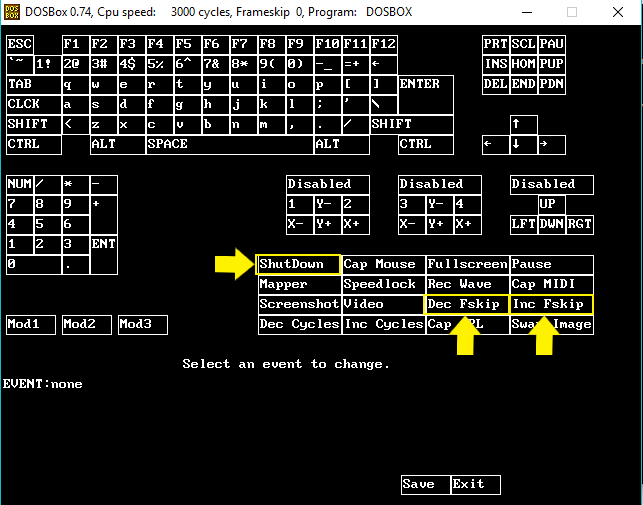 DOSBox 0.74, Cpu speed: 3000 cycles, Frameskip 0, Program: DOSBOX
ESC F1 F2 F3 F4 F5 F6 F7 F8 F9 F10 F11 F12 PRT SCL PAU
`~ 1! 2@ 3# 4$ 5% 6^ 7& 8* 9( 0) -_ =+ ← INS HOM PUP
TAB q w e r t y u i o p [ ] ENTER DEL END PDN
CLCK a s d f g h j k l ; ' \
SHIFT < z x c v b n m , . / SHIFT ↑
CTRL ALT SPACE ALT CTRL ← ↓ →
NUM / * - Disabled Disabled Disabled
7 8 9 + 1 Y- 2 3 Y- 4 UP
4 5 6 X- Y+ X+ X- Y+ X+ LFT DWN RGT
1 2 3 ENT
0 . ShutDown Cap Mouse Fullscreen Pause
Mapper Speedlock Rec Wave Cap MIDI
Screenshot Video Dec Fskip Inc Fskip
Mod1 Mod2 Mod3 Dec Cycles Inc Cycles Cap Image
Select an event to change.
EVENT:none
Save Exit